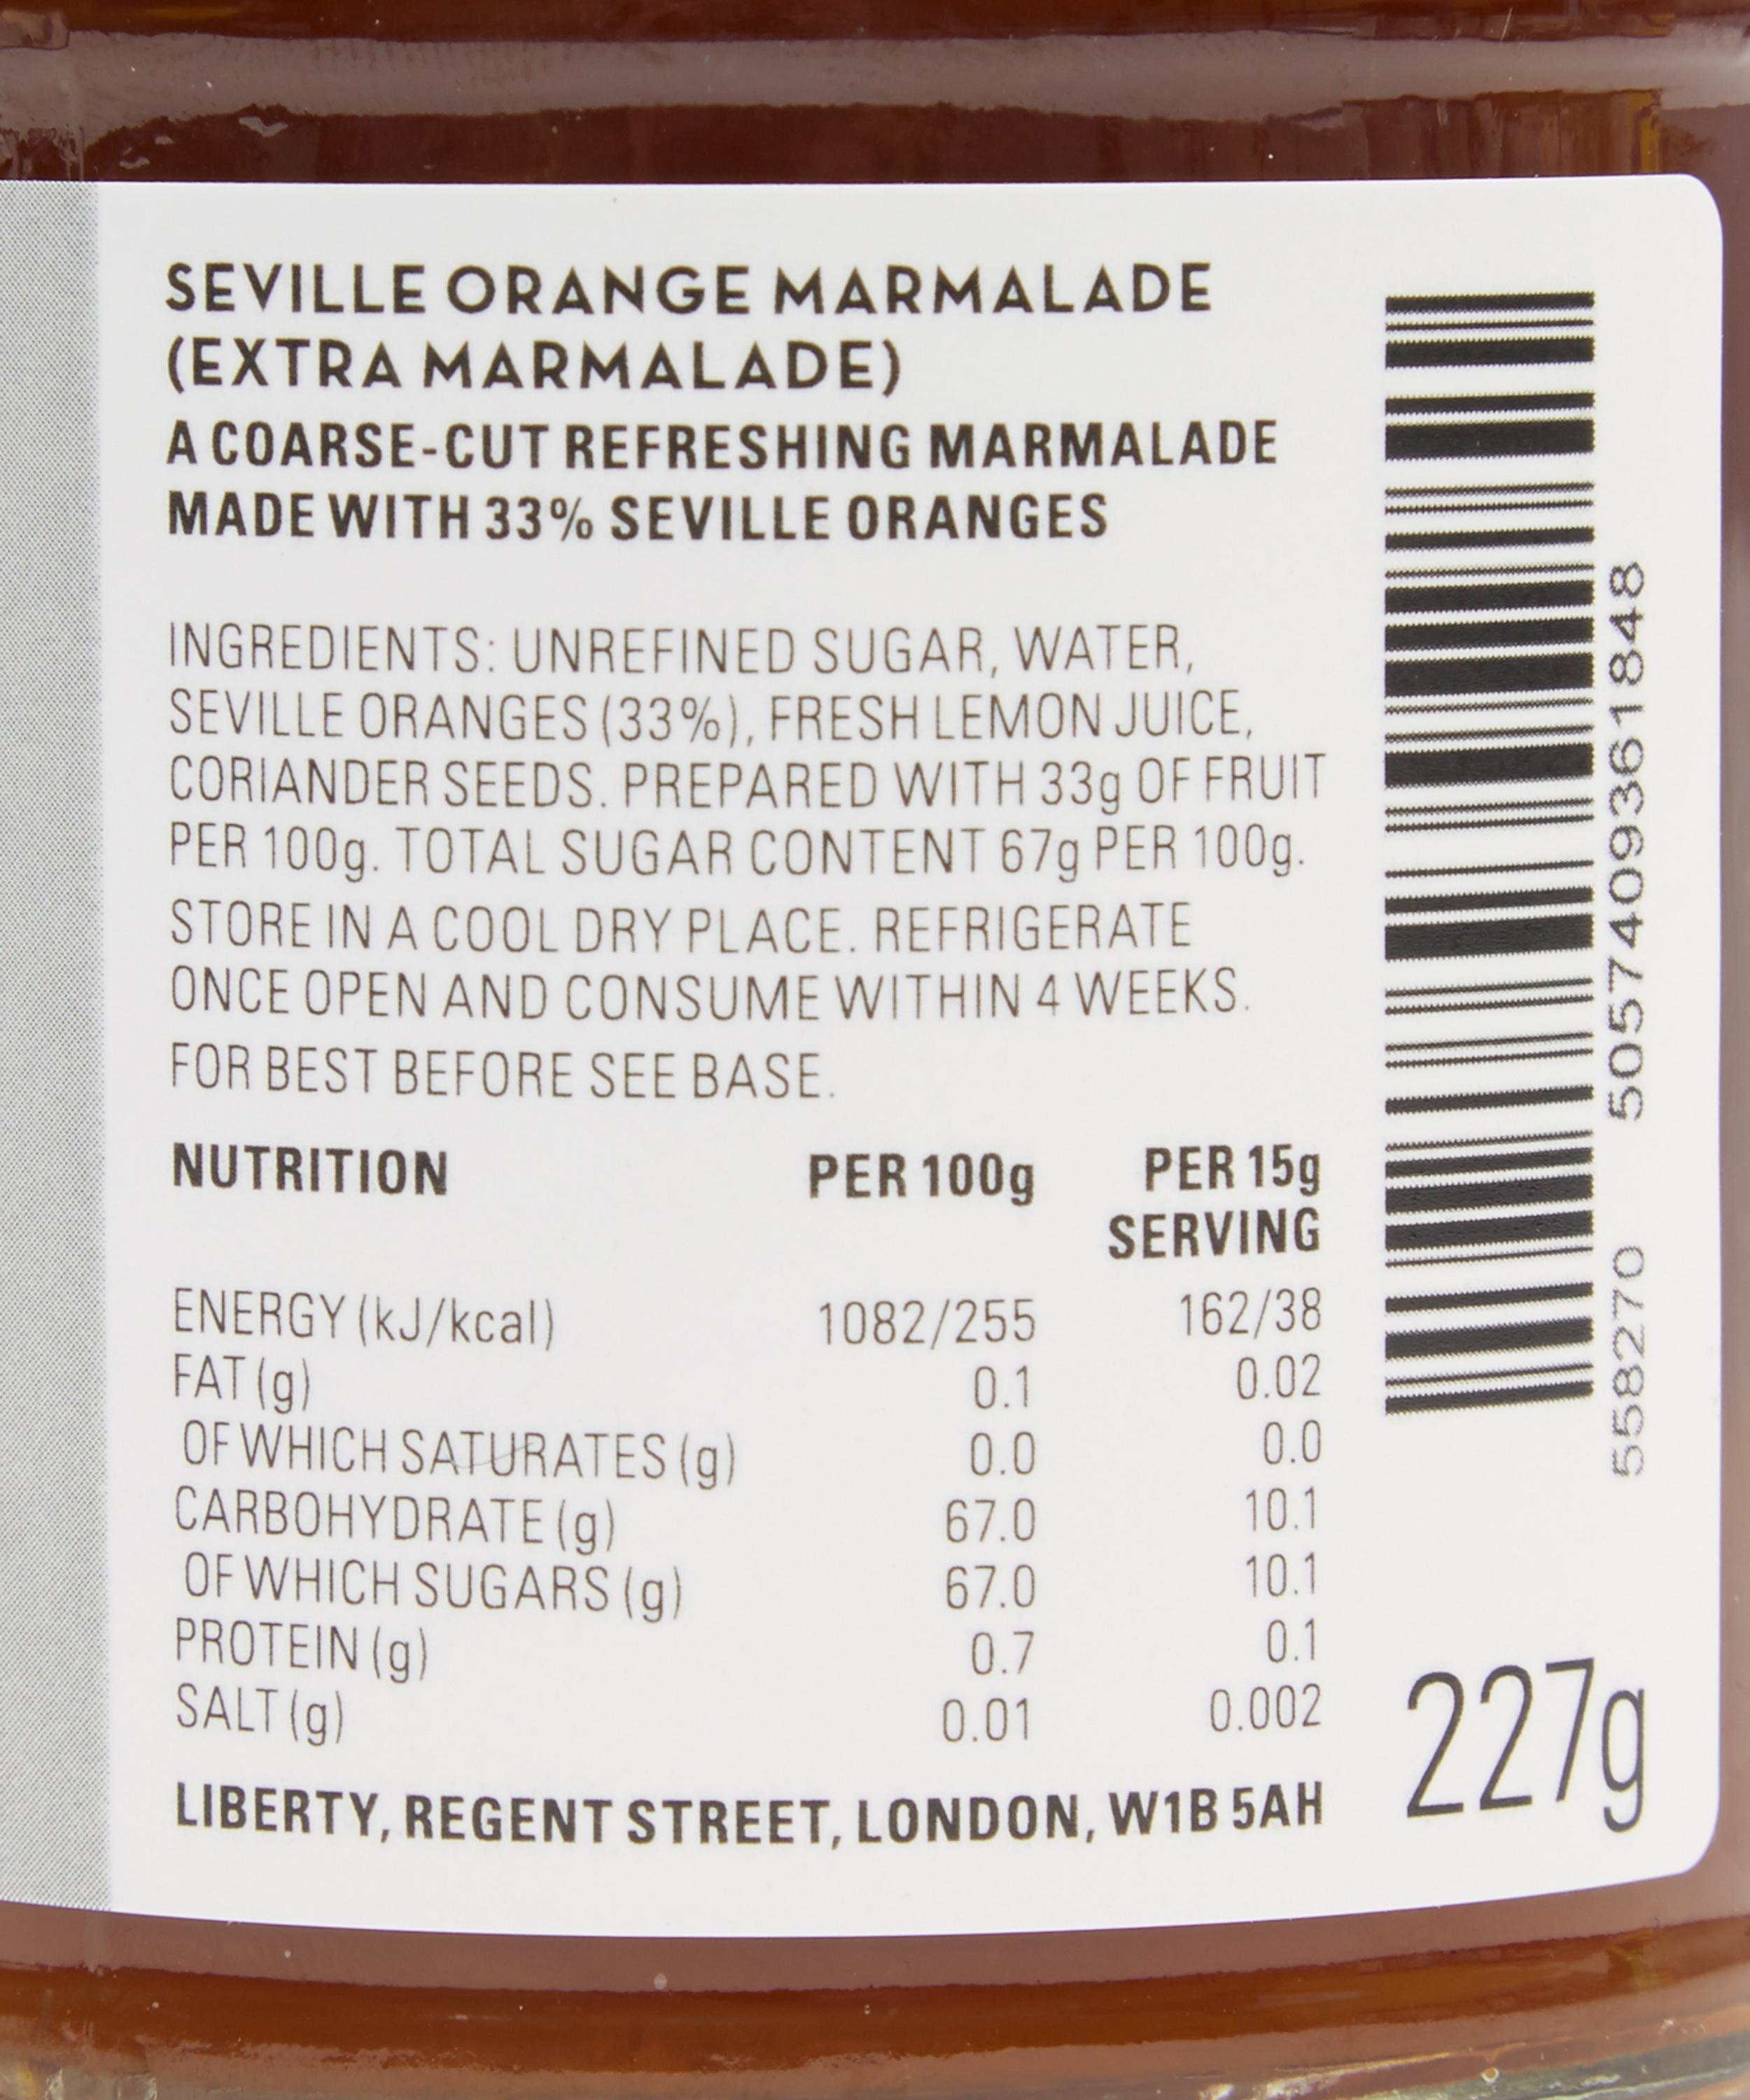 SEVILLE ORANGE MARMALADE
(EXTRA MARMALADE)
A COARSE-CUT REFRESHING MARMALADE
MADE WITH 33% SEVILLE ORANGES
INGREDIENTS: UNREFINED SUGAR, WATER,
SEVILLE ORANGES (33%), FRESH LEMON JUICE,
CORIANDER SEEDS. PREPARED WITH 33g OF FRUIT
PER 100g. TOTAL SUGAR CONTENT 67g PER 100g.
STORE IN A COOL DRY PLACE. REFRIGERATE
ONCE OPEN AND CONSUME WITHIN 4 WEEKS.
FOR BEST BEFORE SEE BASE.
NUTRITION PER 100g PER 15g
SERVING
ENERGY (kJ/kcal) 1082/255 162/38
FAT (g) 0.1 0.02
OF WHICH SATURATES (g) 0.0 0.0
CARBOHYDRATE (g) 67.0 10.1
OF WHICH SUGARS (g) 67.0 10.1
PROTEIN (g) 0.7 0.1
SALT (g) 0.01 0.002
LIBERTY, REGENT STREET, LONDON, W1B 5AH
227g
558270 5057409361848